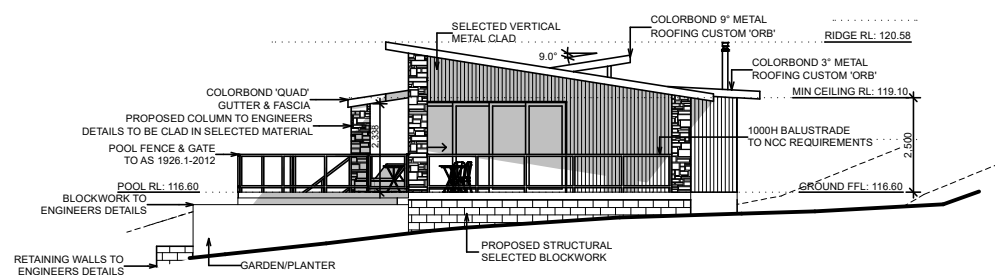 COLORBOND 9° METAL
ROOFING CUSTOM 'ORB'
SELECTED VERTICAL
METAL CLAD
RIDGE RL: 120.58
9.0°
COLORBOND 3° METAL
ROOFING CUSTOM 'ORB'
COLORBOND 'QUAD'
GUTTER & FASCIA
MIN CEILING RL: 119.10
PROPOSED COLUMN TO ENGINEERS
DETAILS TO BE CLAD IN SELECTED MATERIAL
2,338
1000H BALUSTRADE
TO NCC REQUIREMENTS
2,500
POOL FENCE & GATE
TO AS 1926.1-2012
POOL RL: 116.60
GROUND FFL: 116.60
BLOCKWORK TO
ENGINEERS DETAILS
PROPOSED STRUCTURAL
SELECTED BLOCKWORK
RETAINING WALLS TO
ENGINEERS DETAILS
GARDEN/PLANTER